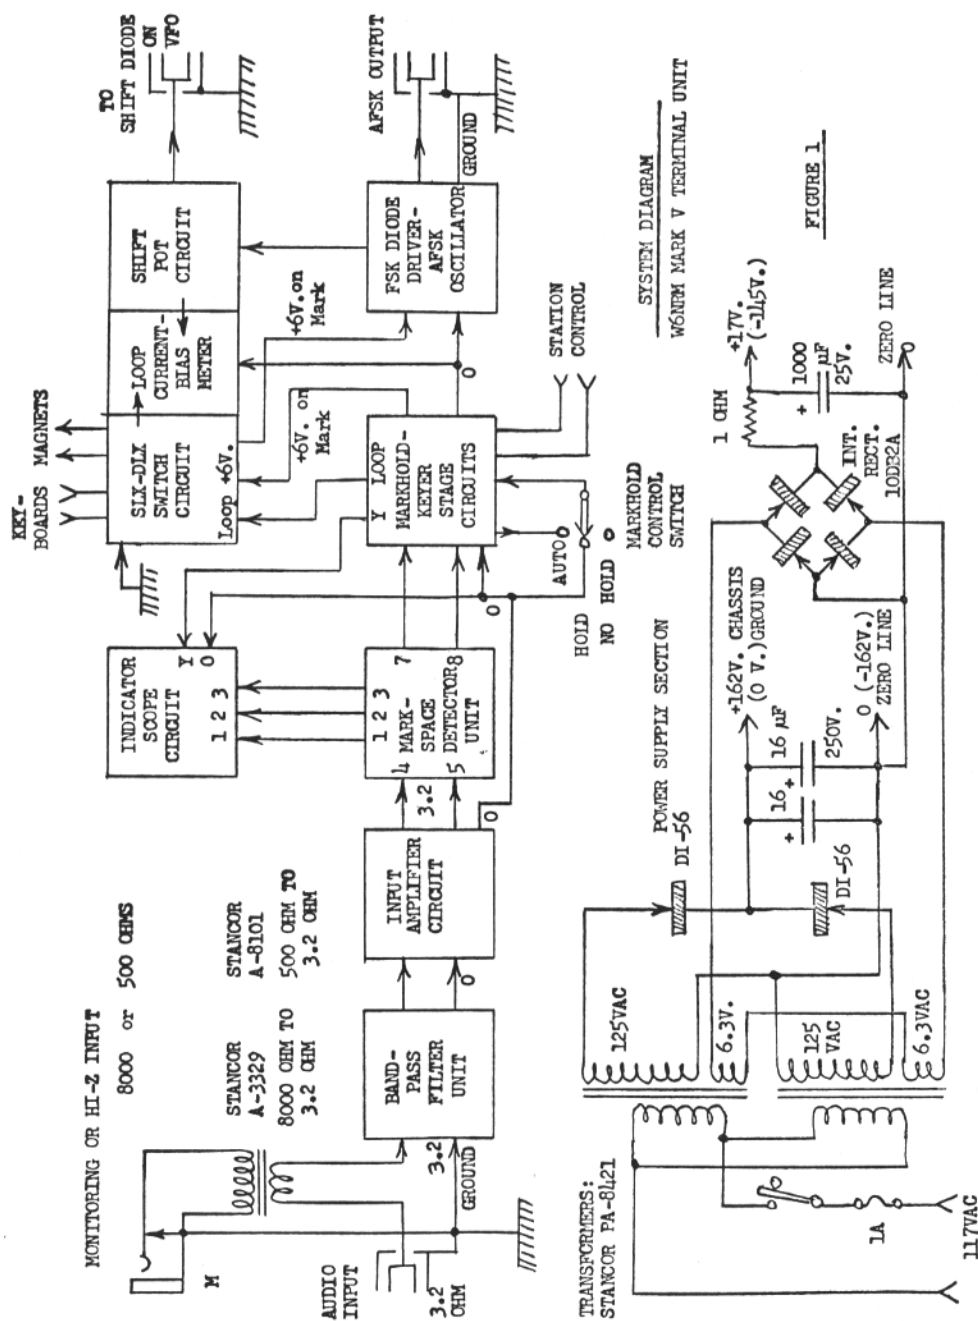 MONITORING OR HI-Z INPUT
8000 or 500 OHMS
M
STANCOR
A-3329
8000 OHM TO
3.2 OHM
STANCOR
A-8101
500 OHM TO
3.2 OHM
AUDIO
INPUT
3.2
OHM
3.2
GROUND
BAND-
PASS
FILTER
UNIT
O
INPUT
AMPLIFIER
CIRCUIT
3.2
O
INDICATOR
SCOPE
CIRCUIT
1 2 3
Y
O
1 2 3
4 MARK- 7
SPACE
5 DETECTOR 8
UNIT
O
KEY-
BOARDS MAGNETS
SLX-DLX
SWITCH
CIRCUIT
Loop +6V.
LOOP
CURRENT-
BIAS
METER
SHIFT
POT
CIRCUIT
TO
SHIFT DIODE
ON
VFO
+6V. on
Mark
+6V. on
Mark
Y LOOP
MARKHOLD-
KEYER
STAGE
CIRCUITS
O
FSK DIODE
DRIVER-
AFSK
OSCILLATOR
AFSK OUTPUT
GROUND
STATION
CONTROL
AUTO
HOLD
NO HOLD
MARKHOLD
CONTROL
SWITCH
SYSTEM DIAGRAM
W6NRM MARK V TERMINAL UNIT
FIGURE 1
TRANSFORMERS:
STANCOR PA-8421
POWER SUPPLY SECTION
117VAC
1A
125VAC
6.3V.
125
VAC
6.3VAC
DI-56
DI-56
16
16 µF
+
+
250V.
+162V. CHASSIS
(0 V.) GROUND
0 (-162V.)
ZERO LINE
INT.
RECT.
10DB2A
1 OHM
+17V.
(-145V.)
+
1000
µF
25V.
ZERO LINE